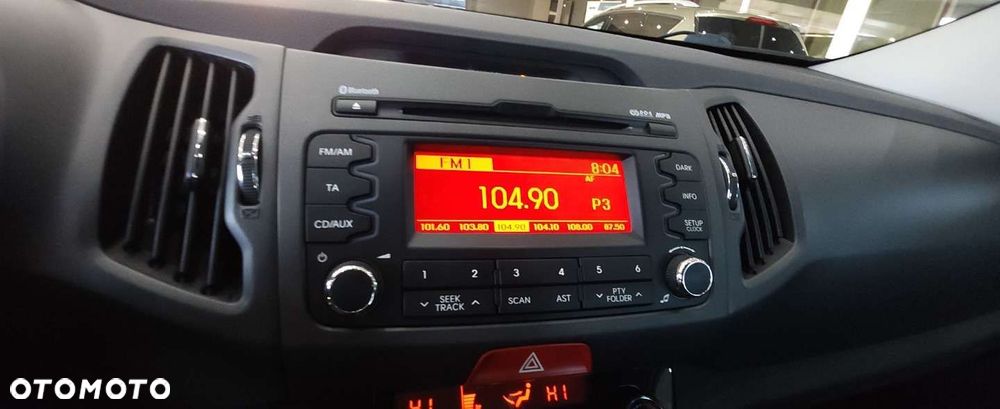 Bluetooth
MP3
FM/AM
TA
CD/AUX
FM1
8:04
AF
104.90
P3
101.60 103.80 104.90 104.10 108.00 87.50
DARK
INFO
SETUP
CLOCK
1 2 3 4 5 6
SEEK
TRACK
SCAN
AST
PTY
FOLDER
HI
HI
OTOMOTO